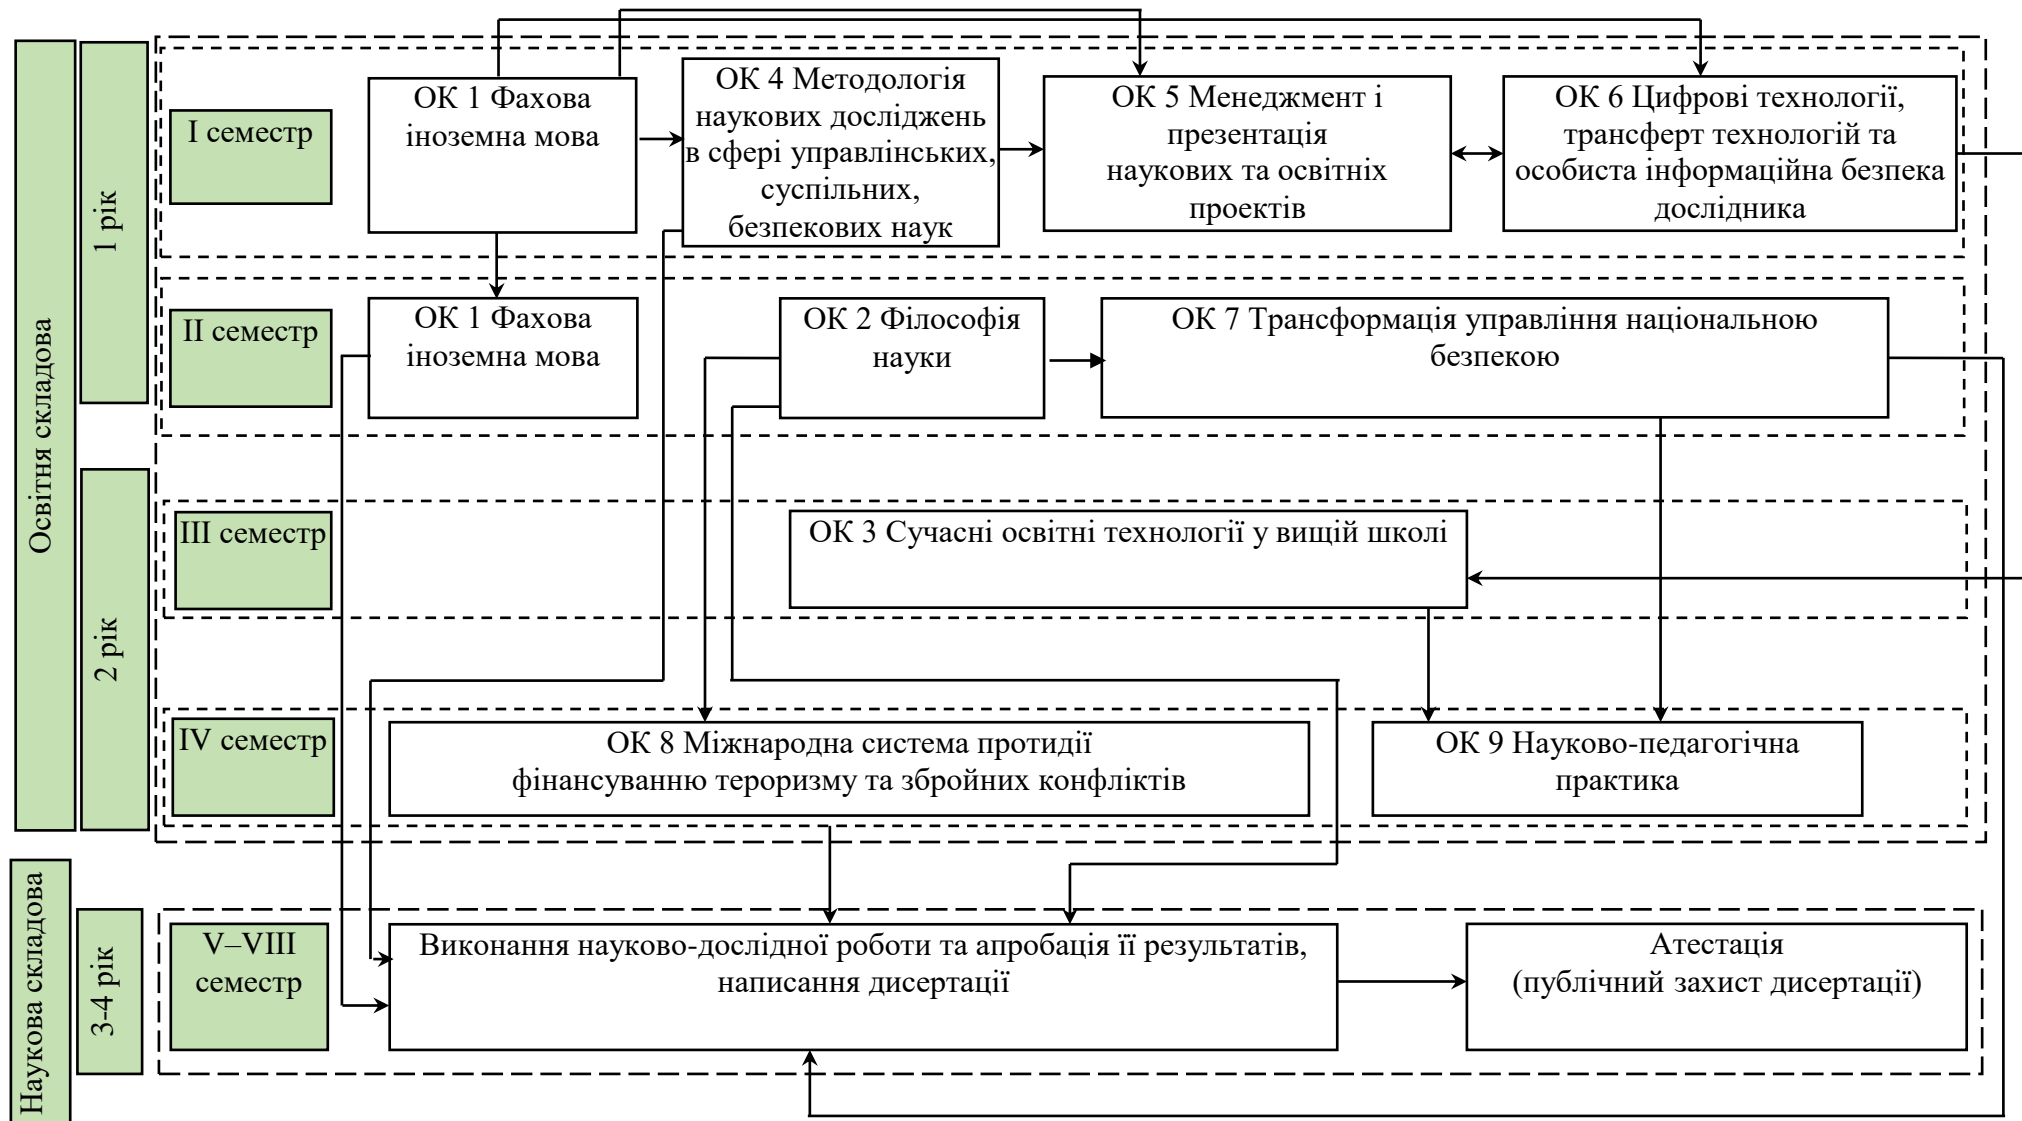 Освітня складова
1 рік
І семестр
ОК 1 Фахова
іноземна мова
ОК 4 Методологія
наукових досліджень
в сфері управлінських,
суспільних,
безпекових наук
ОК 5 Менеджмент і
презентація
наукових та освітніх
проектів
ОК 6 Цифрові технології,
трансферт технологій та
особиста інформаційна безпека
дослідника
ІІ семестр
ОК 1 Фахова
іноземна мова
ОК 2 Філософія
науки
ОК 7 Трансформація управління національною
безпекою
2 рік
ІІІ семестр
ОК 3 Сучасні освітні технології у вищій школі
IV семестр
ОК 8 Міжнародна система протидії
фінансуванню тероризму та збройних конфліктів
ОК 9 Науково-педагогічна
практика
Наукова складова
3-4 рік
V–VIII
семестр
Виконання науково-дослідної роботи та апробація її результатів,
написання дисертації
Атестація
(публічний захист дисертації)